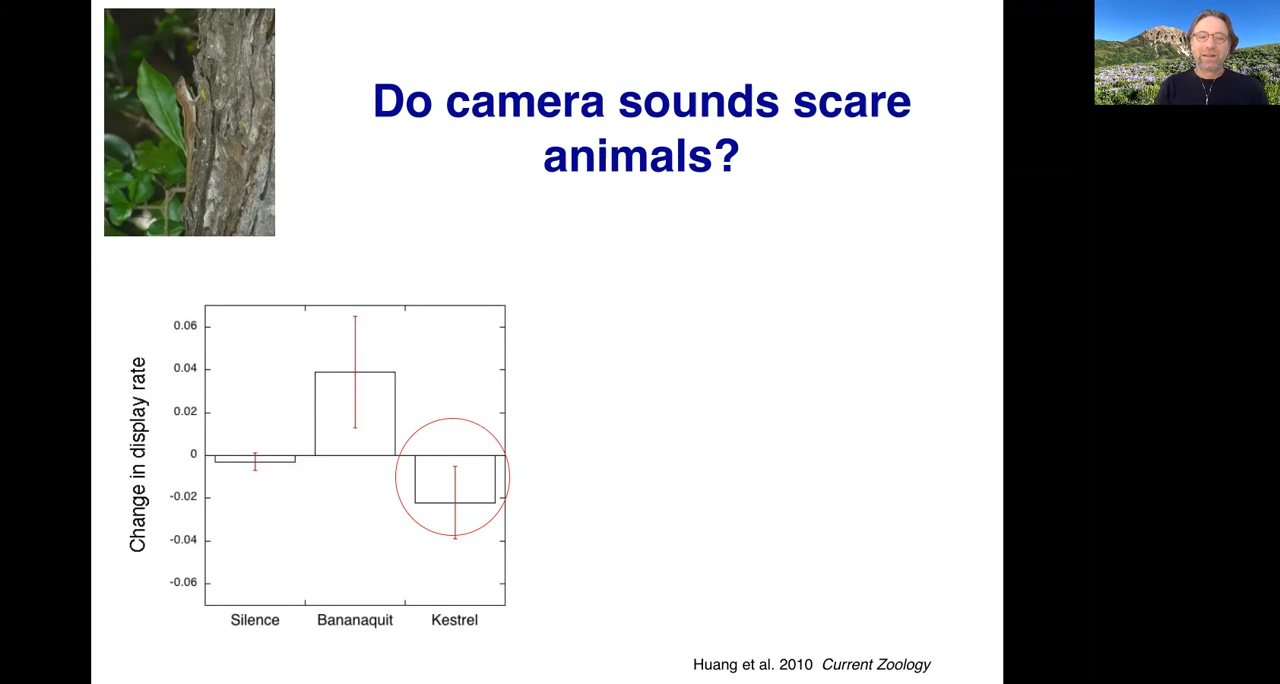 Do camera sounds scare
animals?
Change in display rate
0.06
0.04
0.02
0
-0.02
-0.04
-0.06
Silence Bananaquit Kestrel
Huang et al. 2010 Current Zoology